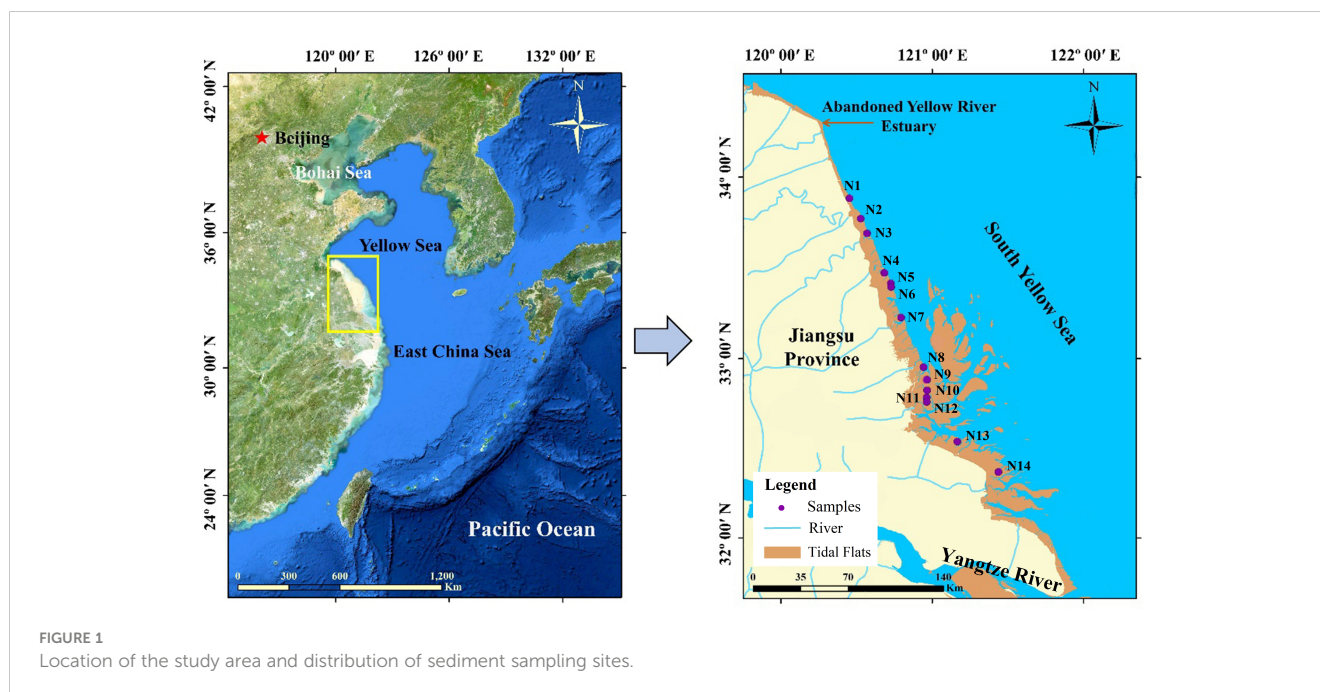 120° 00′ E 126° 00′ E 132° 00′ E
42° 00′ N
36° 00′ N
30° 00′ N
24° 00′ N
N
Beijing
Bohai Sea
Yellow Sea
East China Sea
Pacific Ocean
0 300 600 1,200
Km
120° 00′ E 121° 00′ E 122° 00′ E
34° 00′ N
33° 00′ N
32° 00′ N
N
Abandoned Yellow River
Estuary
N1
N2
N3
N4
N5
N6
N7
N8
N9
N10
N11
N12
N13
N14
South Yellow Sea
Jiangsu
Province
Yangtze River
Legend
Samples
River
Tidal Flats
0 35 70 140
Km
FIGURE 1
Location of the study area and distribution of sediment sampling sites.